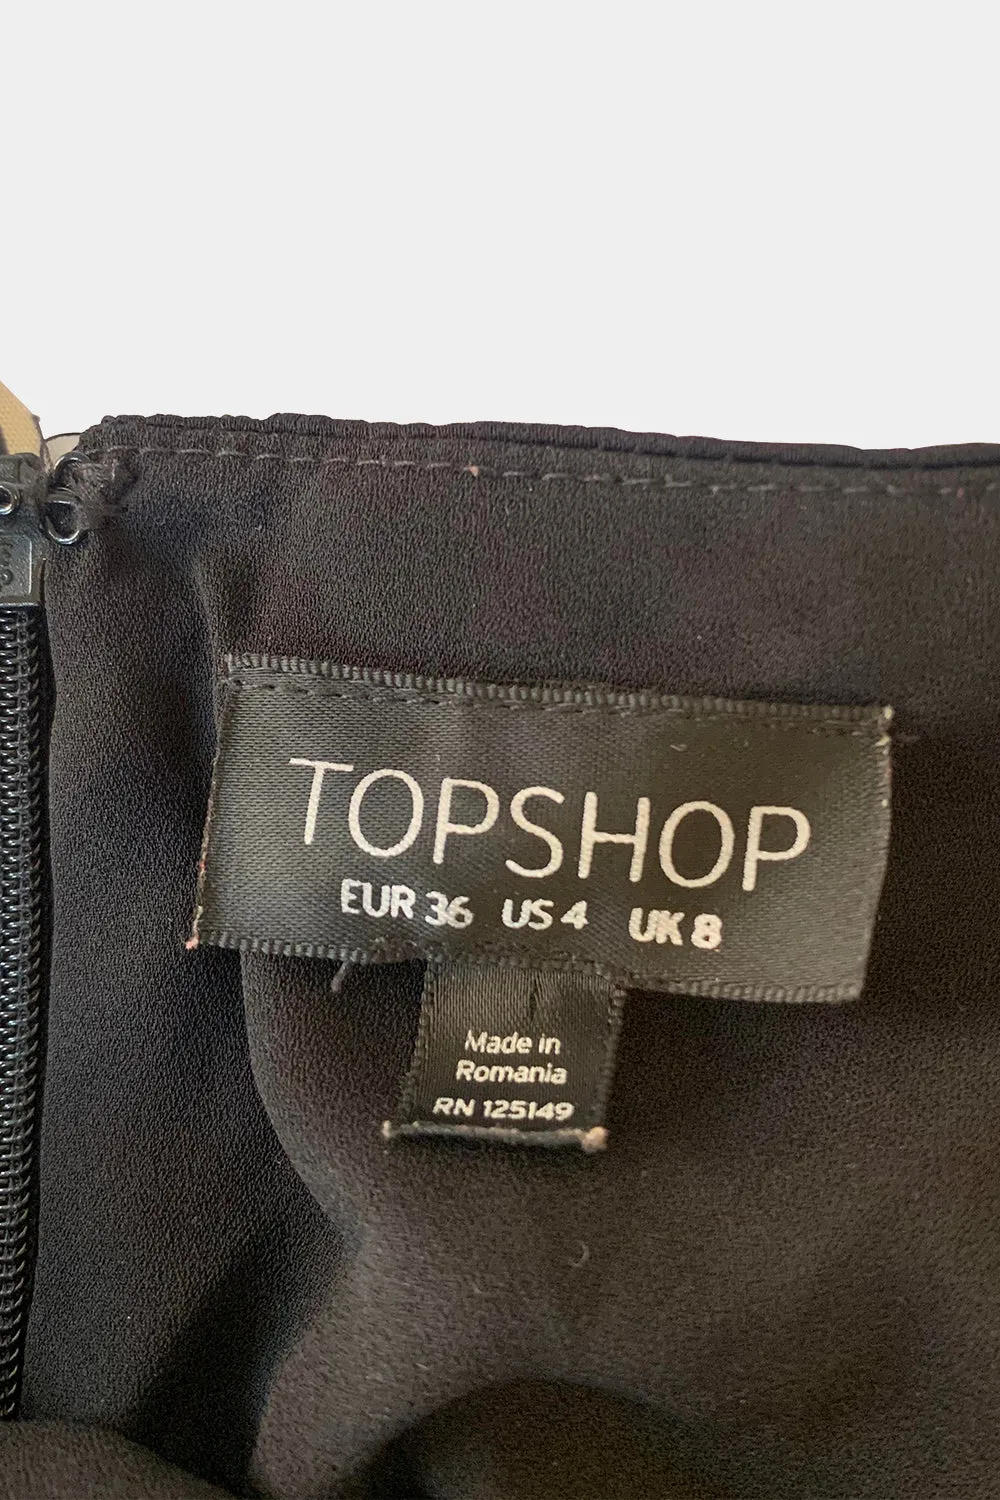 TOPSHOP
EUR 36 US 4 UK 8
Made in
Romania
RN 125149